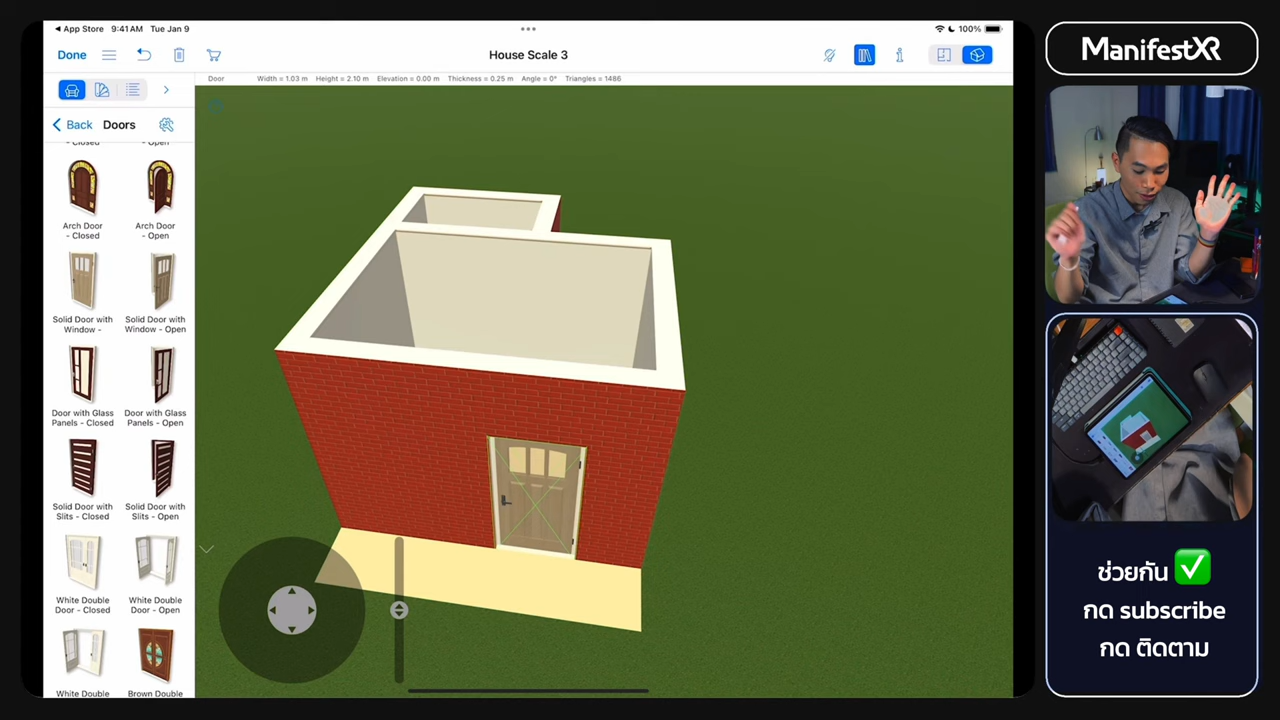 ◀ App Store 9:41 AM Tue Jan 9
100%
Done
House Scale 3
Door Width = 1.03 m Height = 2.10 m Elevation = 0.00 m Thickness = 0.25 m Angle = 0° Triangles = 1486
Back Doors
- Closed - Open
Arch Door
- Closed
Arch Door
- Open
Solid Door with
Window -
Solid Door with
Window - Open
Door with Glass
Panels - Closed
Door with Glass
Panels - Open
Solid Door with
Slits - Closed
Solid Door with
Slits - Open
White Double
Door - Closed
White Double
Door - Open
White Double
Brown Double
ManifestXR
ช่วยกัน ✅
กด subscribe
กด ติดตาม